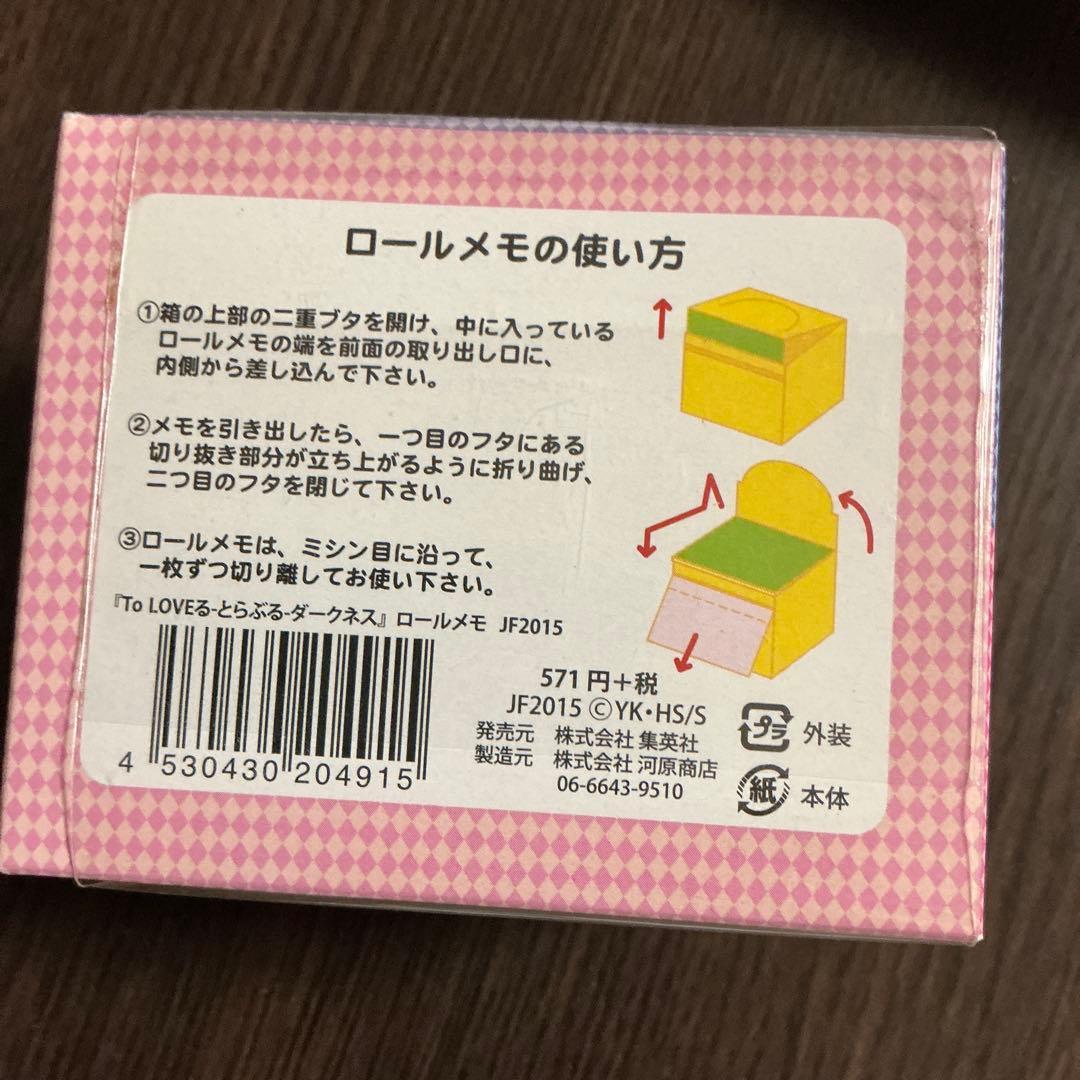 ロールメモの使い方
①箱の上部の二重ブタを開け、中に入っている
ロールメモの端を前面の取り出し口に、
内側から差し込んで下さい。
②メモを引き出したら、一つ目のフタにある
切り抜き部分が立ち上がるように折り曲げ、
二つ目のフタを閉じて下さい。
③ロールメモは、ミシン目に沿って、
一枚ずつ切り離してお使い下さい。
『To LOVEる-とらぶる-ダークネス』ロールメモ JF2015
4 530430 204915
571円+税
JF2015 ©YK・HS/S
発売元 株式会社 集英社
製造元 株式会社 河原商店
06-6643-9510
プラ 外装
紙 本体